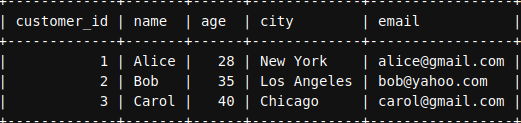 | customer_id | name | age | city | email |
| 1 | Alice | 28 | New York | alice@gmail.com |
| 2 | Bob | 35 | Los Angeles | bob@yahoo.com |
| 3 | Carol | 40 | Chicago | carol@gmail.com |